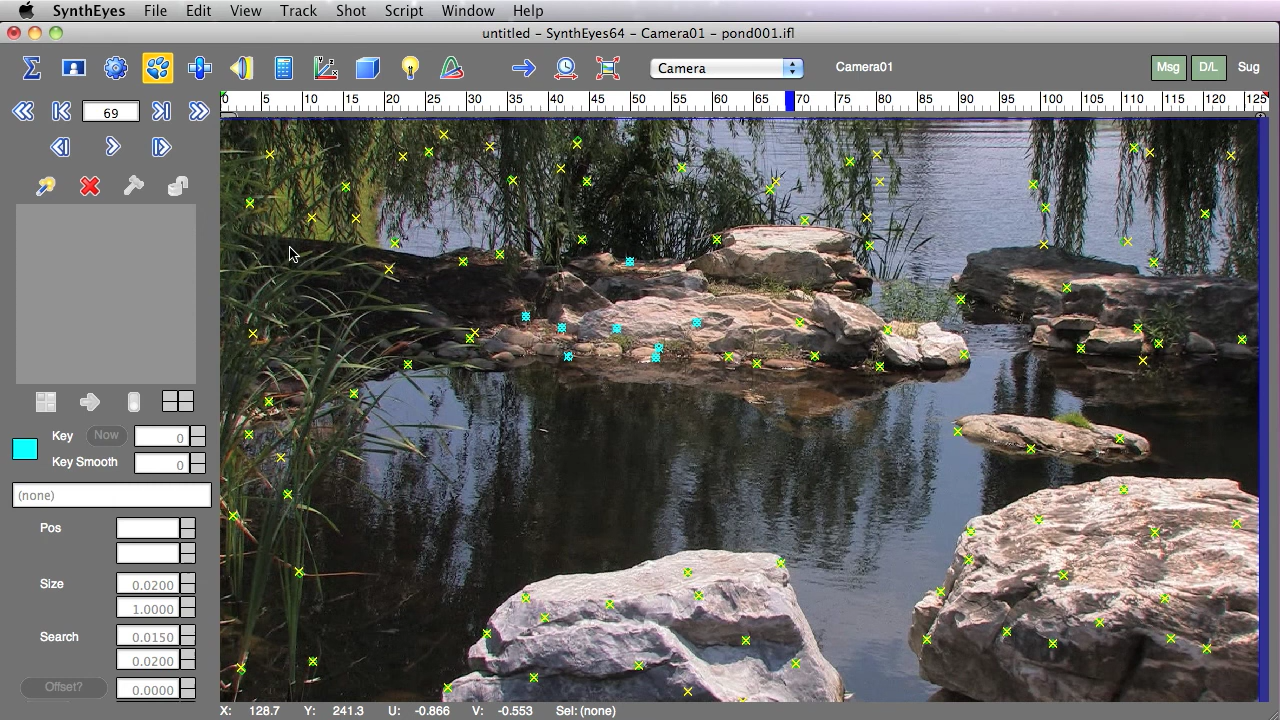 SynthEyes File Edit View Track Shot Script Window Help
untitled - SynthEyes64 - Camera01 - pond001.ifl
Camera Camera01 Msg D/L Sug
0 5 10 15 20 25 30 35 40 45 50 55 60 65 70 75 80 85 90 95 100 105 110 115 120 125
69
Key Now 0
Key Smooth 0
(none)
Pos
Size 0.0200
1.0000
Search 0.0150
0.0200
Offset? 0.0000
X: 128.7 Y: 241.3 U: -0.866 V: -0.553 Sel: (none)